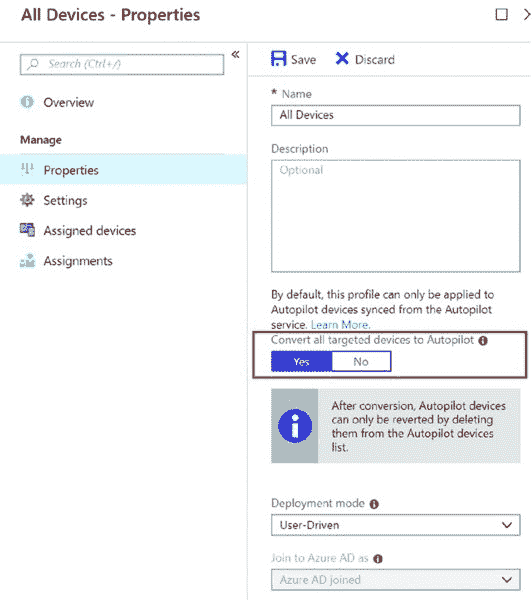 All Devices - Properties
Search (Ctrl+/)
Overview
Manage
Properties
Settings
Assigned devices
Assignments
Save
Discard
* Name
All Devices
Description
Optional
By default, this profile can only be applied to
Autopilot devices synced from the Autopilot
service. Learn More.
Convert all targeted devices to Autopilot
Yes
No
After conversion, Autopilot devices
can only be reverted by deleting
them from the Autopilot devices
list.
Deployment mode
User-Driven
Join to Azure AD as
Azure AD joined